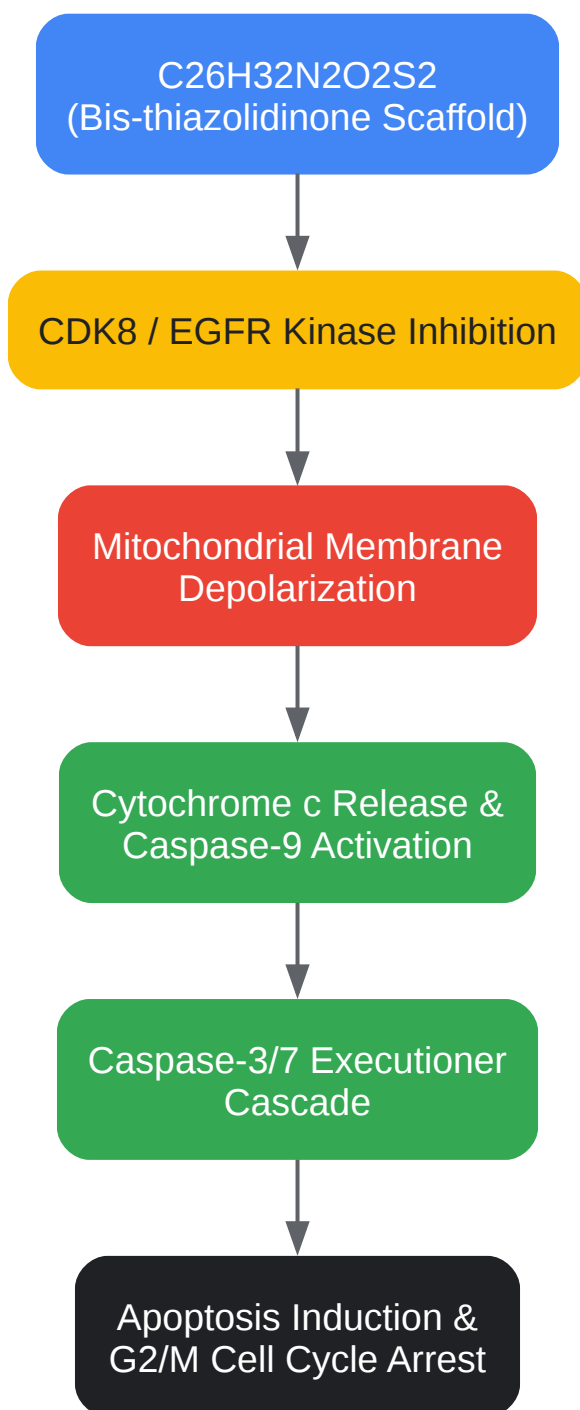 C26H32N2O2S2
(Bis-thiazolidinone Scaffold)
CDK8 / EGFR Kinase Inhibition
Mitochondrial Membrane
Depolarization
Cytochrome c Release &
Caspase-9 Activation
Caspase-3/7 Executioner
Cascade
Apoptosis Induction &
G2/M Cell Cycle Arrest